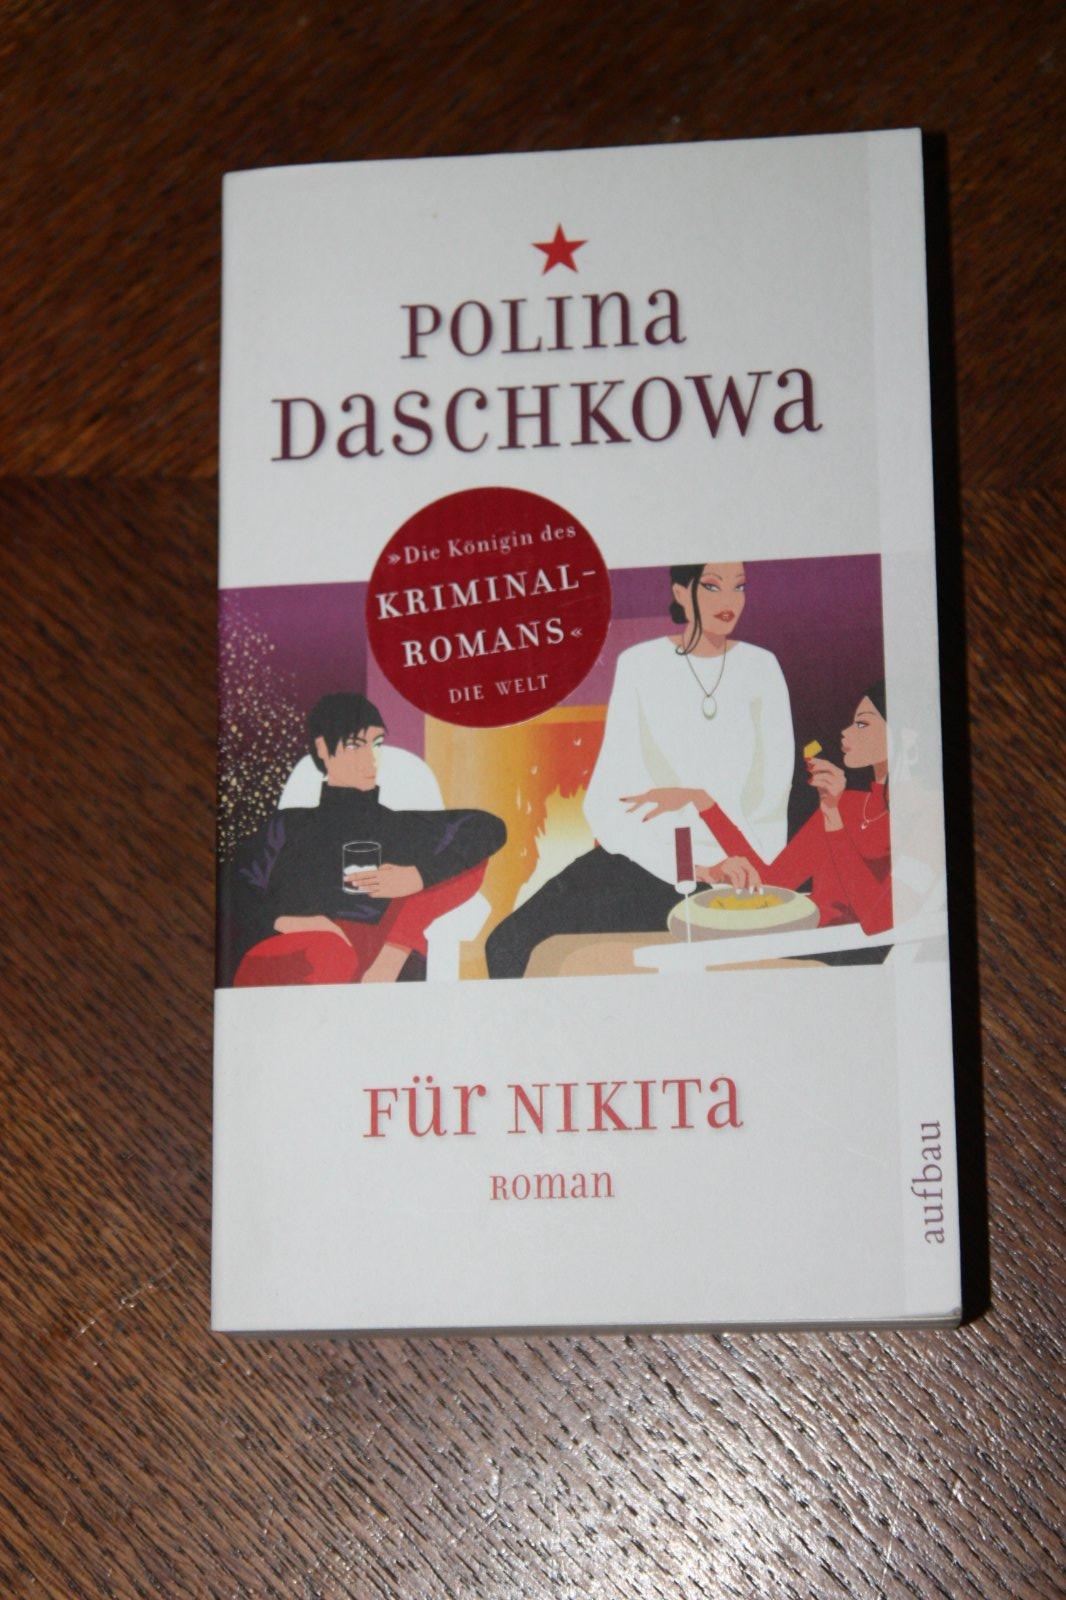 Polina
Daschkowa
»Die Königin des
KRIMINAL-
ROMANS«
DIE WELT
Für Nikita
Roman
aufbau